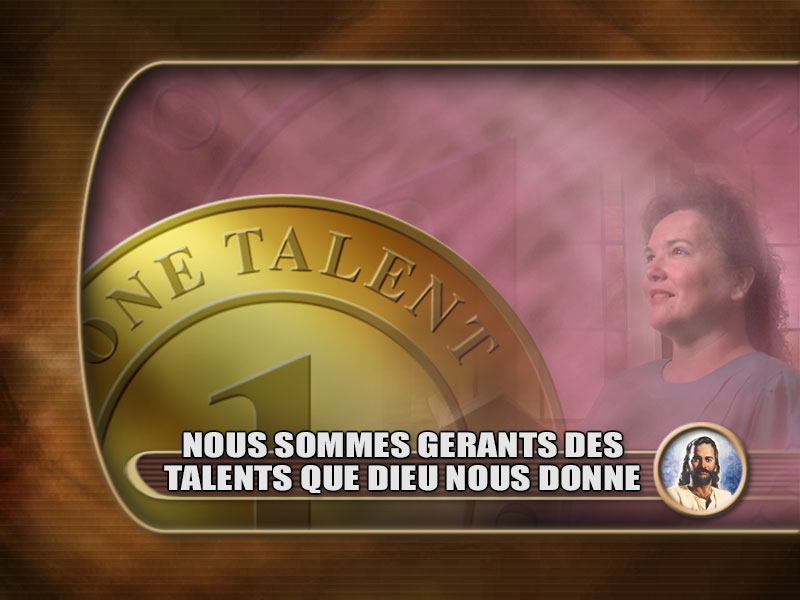 ONE TALENT
1
NOUS SOMMES GERANTS DES
TALENTS QUE DIEU NOUS DONNE